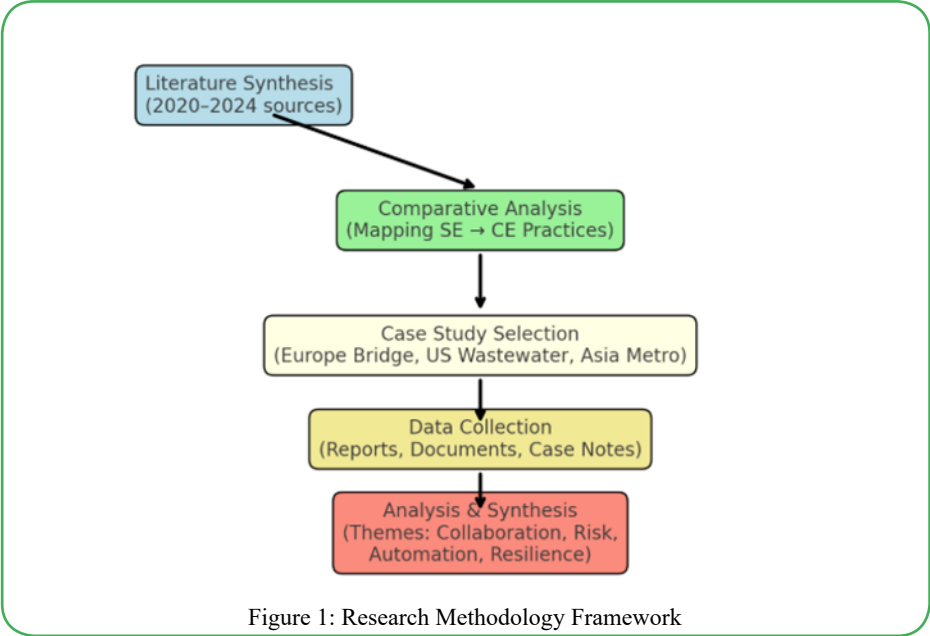 Literature Synthesis
(2020–2024 sources)
Comparative Analysis
(Mapping SE → CE Practices)
Case Study Selection
(Europe Bridge, US Wastewater, Asia Metro)
Data Collection
(Reports, Documents, Case Notes)
Analysis & Synthesis
(Themes: Collaboration, Risk,
Automation, Resilience)
Figure 1: Research Methodology Framework